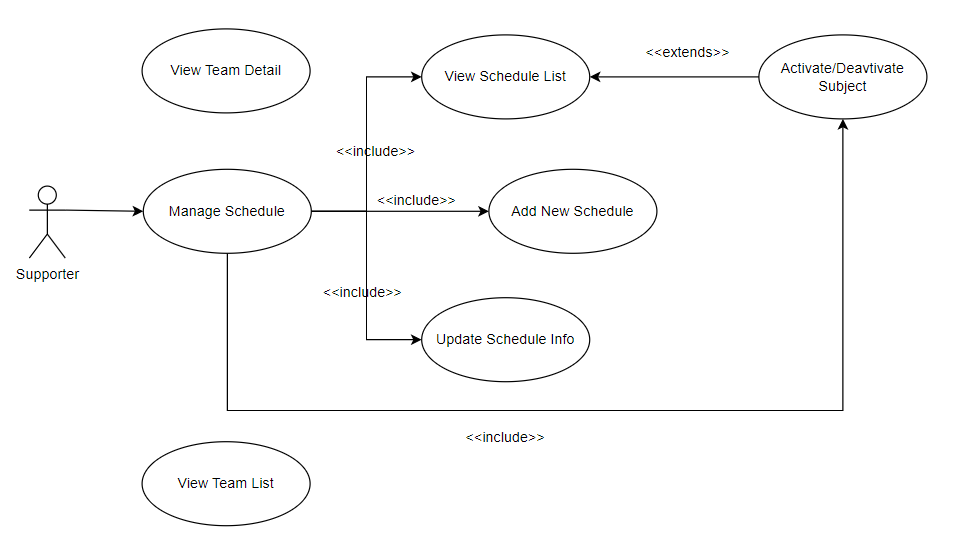 View Team Detail
View Schedule List
<<extends>>
Activate/Deavtivate
Subject
<<include>>
Manage Schedule
<<include>>
Add New Schedule
Supporter
<<include>>
Update Schedule Info
<<include>>
View Team List